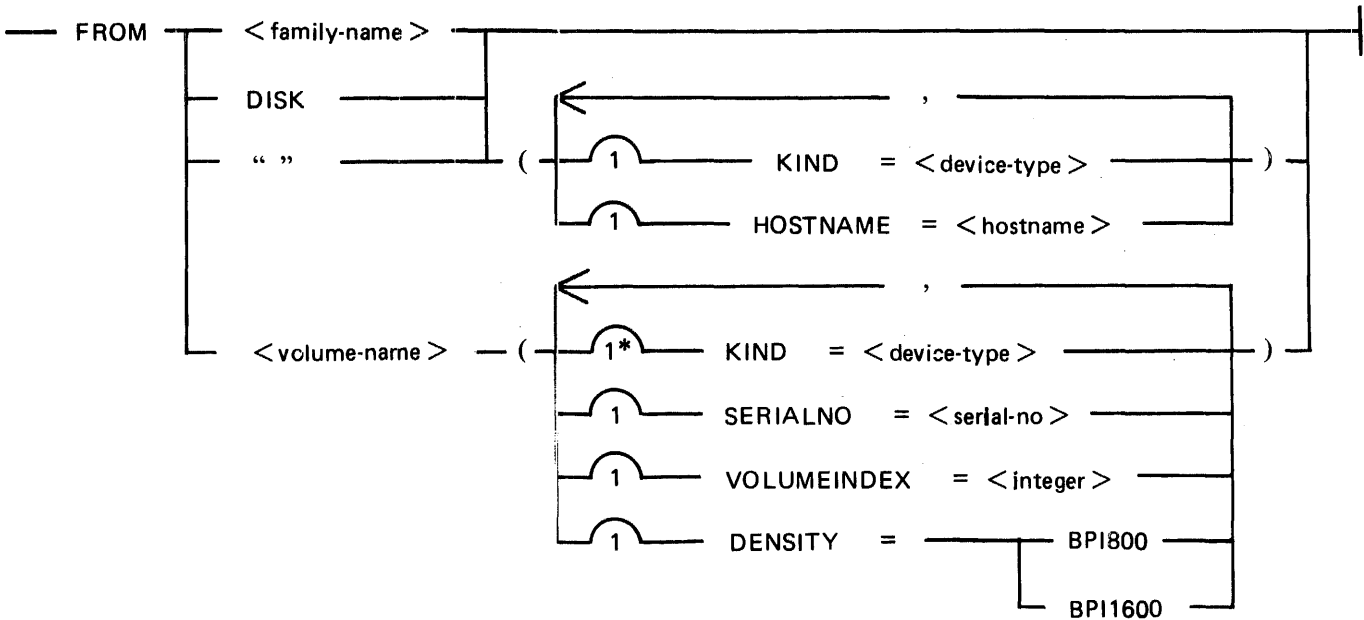 FROM < family-name >
DISK ,
“ ” ( 1 KIND = < device-type > )
1 HOSTNAME = < hostname >
,
< volume-name > ( 1* KIND = < device-type > )
1 SERIALNO = < serial-no >
1 VOLUMEINDEX = < integer >
1 DENSITY = BPI800
BPI1600